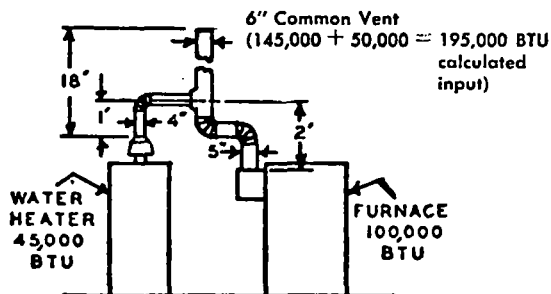 6" Common Vent
(145,000 + 50,000 = 195,000 BTU
calculated
input)
18'
1'
4"
2'
5"
WATER
HEATER
45,000
BTU
FURNACE
100,000
BTU